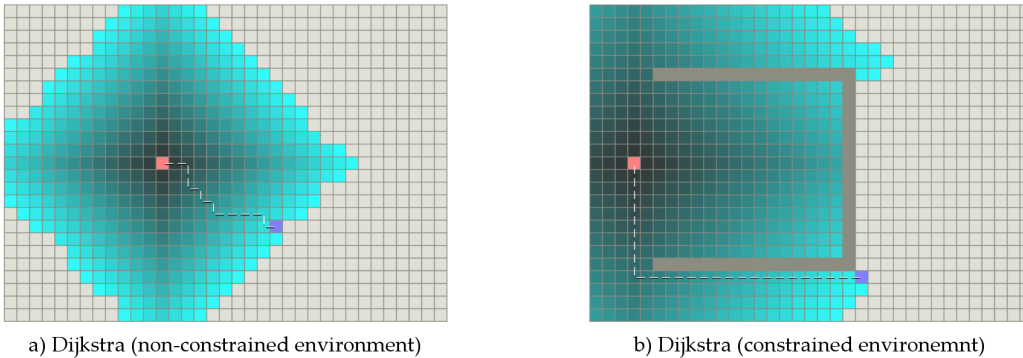 a) Dijkstra (non-constrained environment)
b) Dijkstra (constrained environemnt)